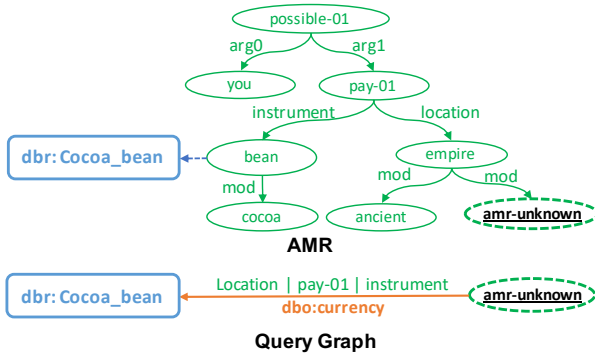 possible-01
arg0
arg1
you
pay-01
instrument
location
dbr: Cocoa_bean
bean
empire
mod
mod
mod
cocoa
ancient
amr-unknown
AMR
dbr: Cocoa_bean
Location | pay-01 | instrument
amr-unknown
dbo:currency
Query Graph